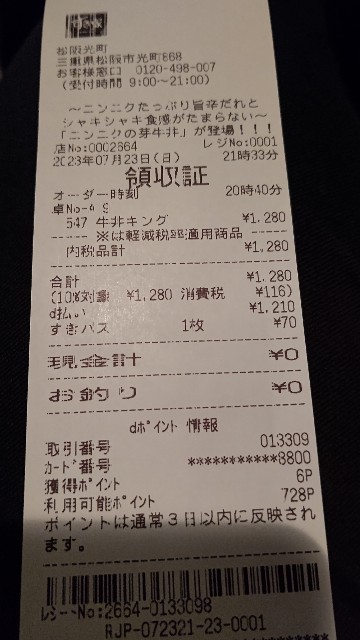 松阪光町
三重県松阪市光町868
お客様窓口 0120-498-007
(受付時間 9:00~21:00)
~ニンニクたっぷり旨辛だれと
シャキシャキ食感がたまらない~
「ニンニクの芽牛丼」が登場!!!
店No:0002664 レジNo:0001
2023年07月23日(日) 21時33分
領収証
オーダー時刻 20時40分
卓No-
547 牛丼キング ¥1,280
※は軽減税率適用商品
内税品計 ¥1,280
合計 ¥1,280
(10%対象 ¥1,280 消費税 ¥116)
d払い ¥1,210
すきパス 1枚 ¥70
現金計 ¥0
お釣り ¥0
dポイント 情報
取引番号 013309
カード番号 ***********3800
獲得ポイント 6P
利用可能ポイント 728P
ポイントは通常3日以内に反映され
ます。
レシートNo:2664-0133098
RJP-072321-23-0001